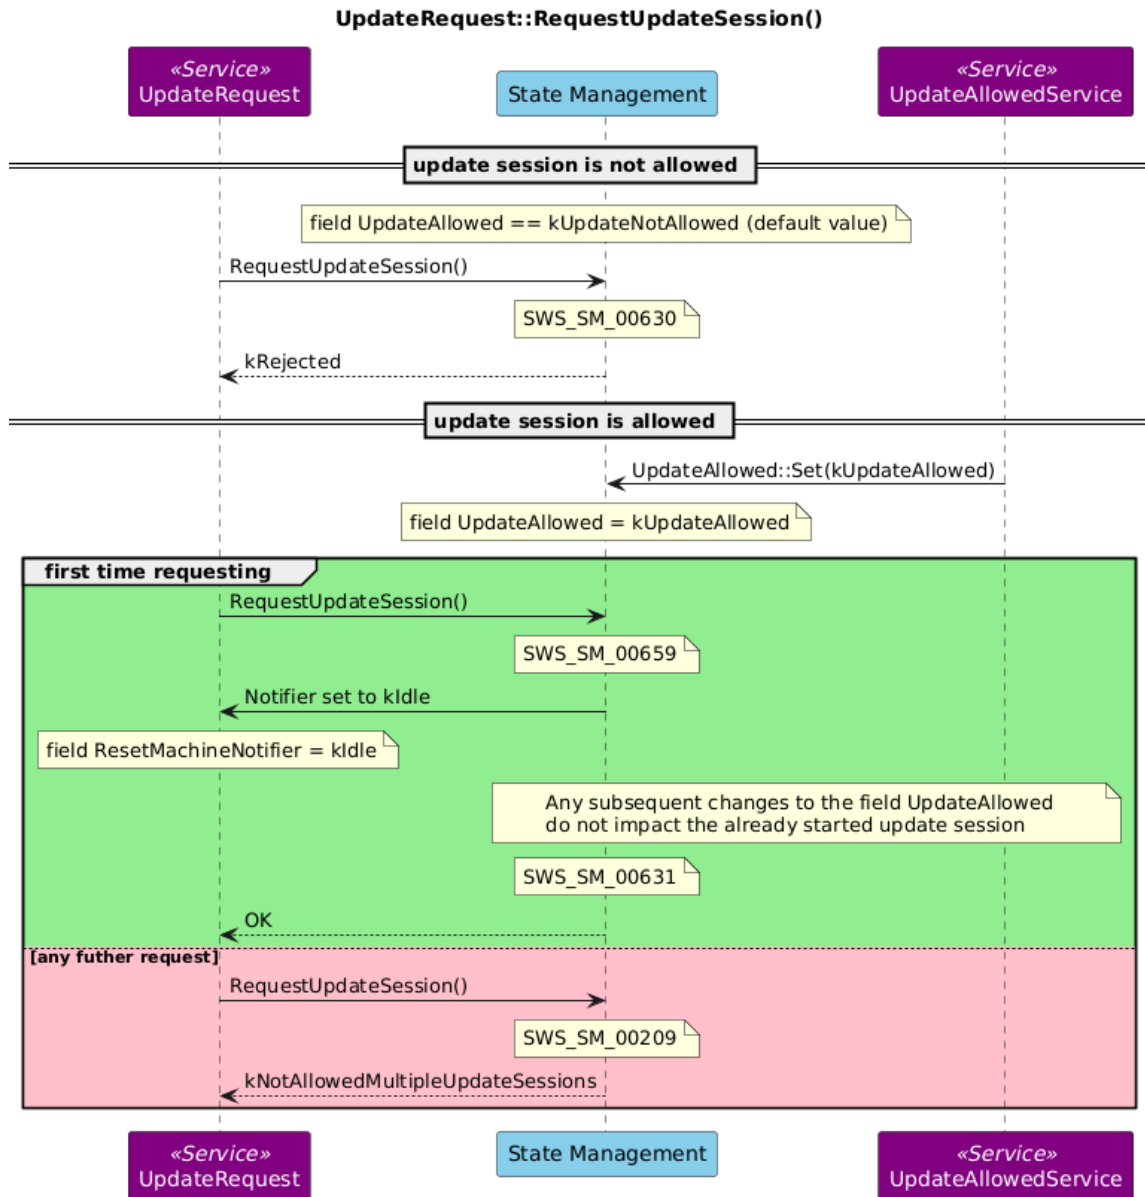 UpdateRequest::RequestUpdateSession()
«Service»
UpdateRequest
State Management
«Service»
UpdateAllowedService
update session is not allowed
field UpdateAllowed == kUpdateNotAllowed (default value)
RequestUpdateSession()
SWS_SM_00630
kRejected
update session is allowed
UpdateAllowed::Set(kUpdateAllowed)
field UpdateAllowed = kUpdateAllowed
first time requesting
RequestUpdateSession()
SWS_SM_00659
Notifier set to kIdle
field ResetMachineNotifier = kIdle
Any subsequent changes to the field UpdateAllowed
do not impact the already started update session
SWS_SM_00631
OK
[any futher request]
RequestUpdateSession()
SWS_SM_00209
kNotAllowedMultipleUpdateSessions
«Service»
UpdateRequest
State Management
«Service»
UpdateAllowedService